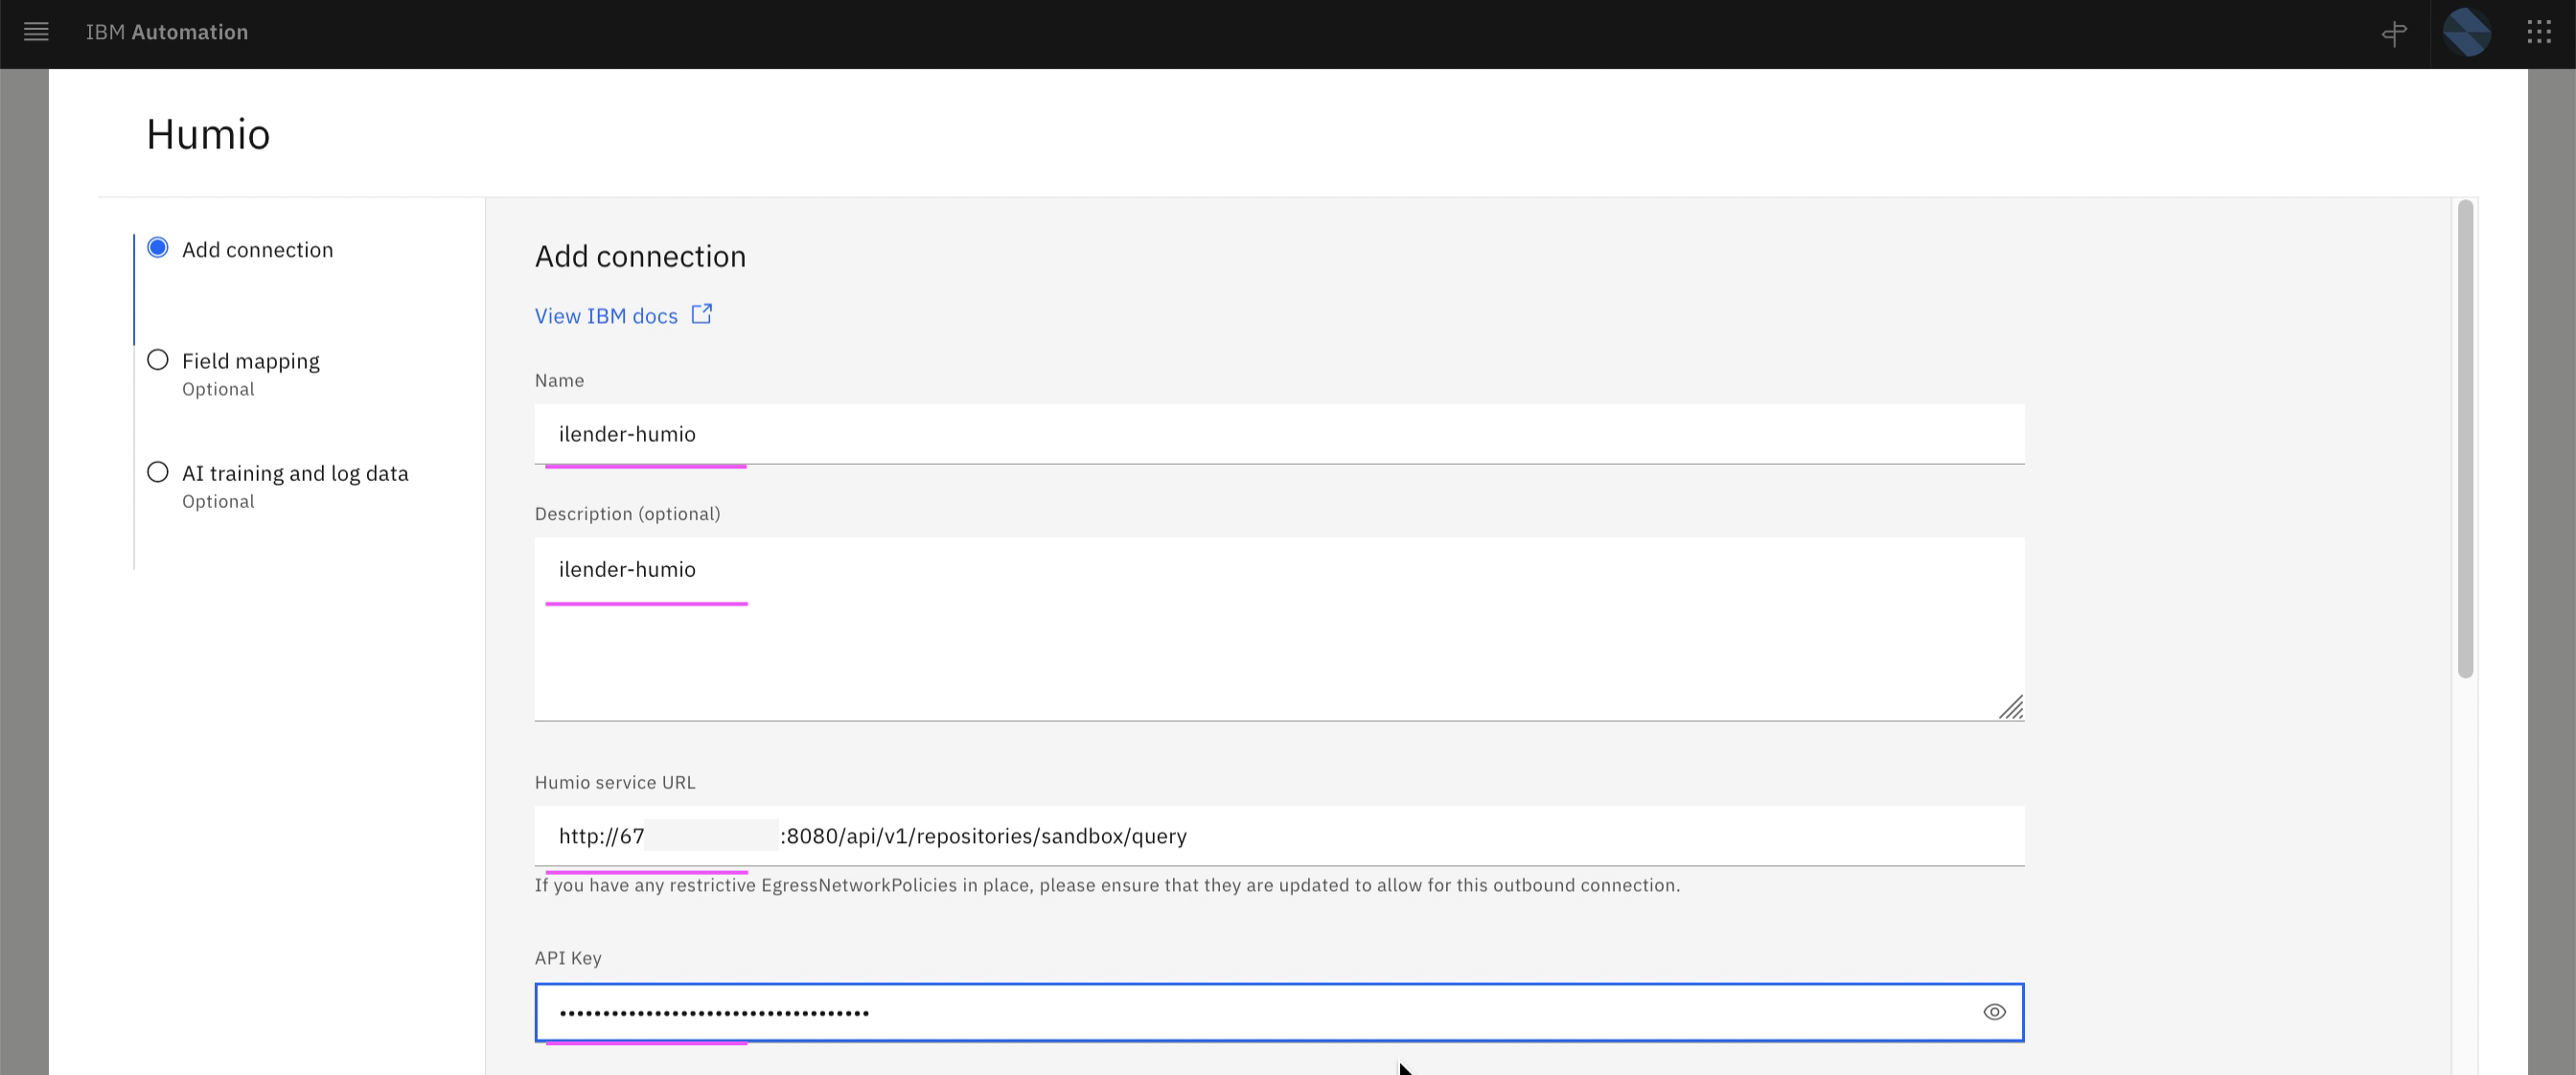 IBM Automation
Humio
Add connection
Field mapping
Optional
AI training and log data
Optional
Add connection
View IBM docs
Name
ilender-humio
Description (optional)
ilender-humio
Humio service URL
http://67 :8080/api/v1/repositories/sandbox/query
If you have any restrictive EgressNetworkPolicies in place, please ensure that they are updated to allow for this outbound connection.
API Key
••••••••••••••••••••••••••••••••••••